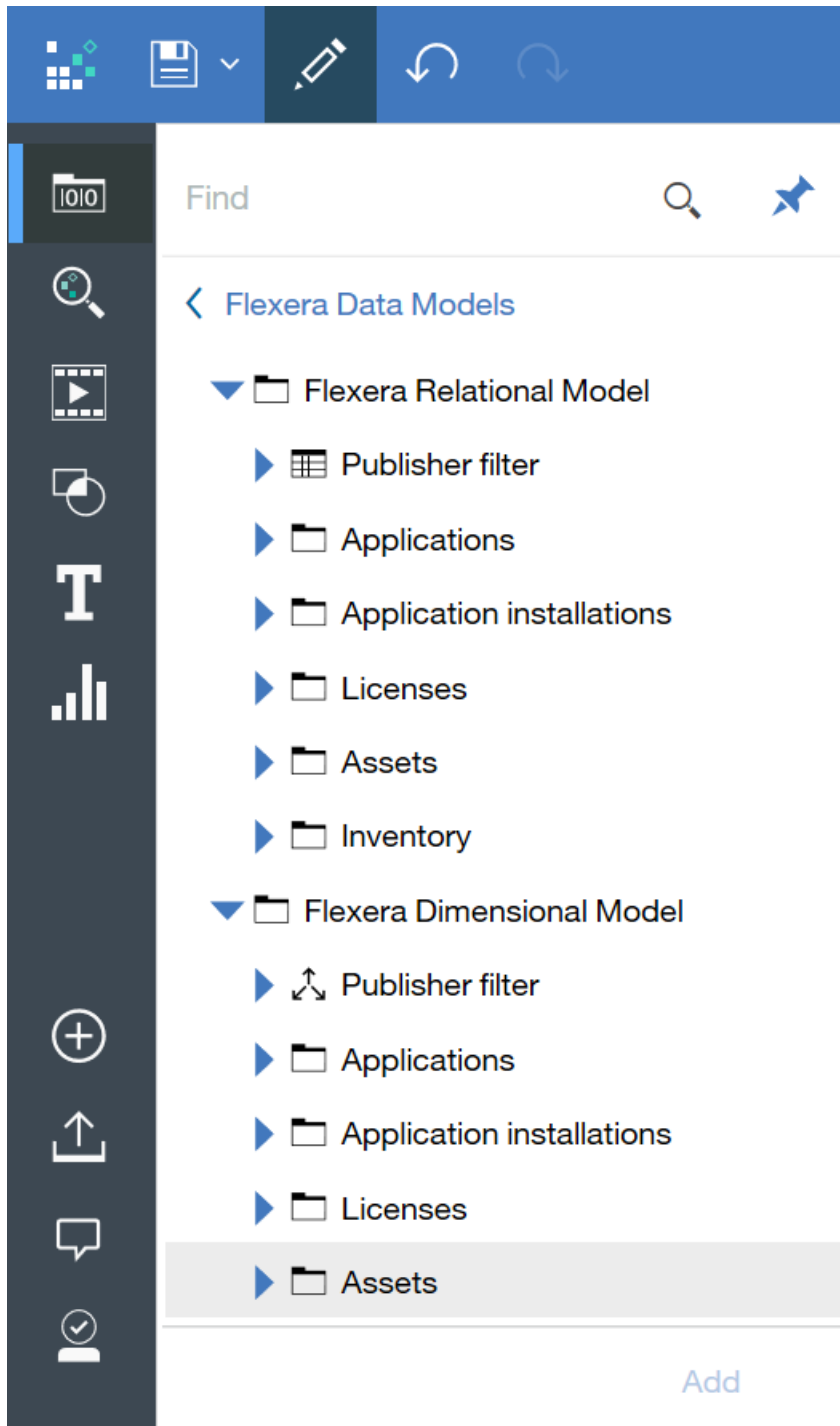 Find
Flexera Data Models
Flexera Relational Model
Publisher filter
Applications
Application installations
Licenses
Assets
Inventory
Flexera Dimensional Model
Publisher filter
Applications
Application installations
Licenses
Assets
Add